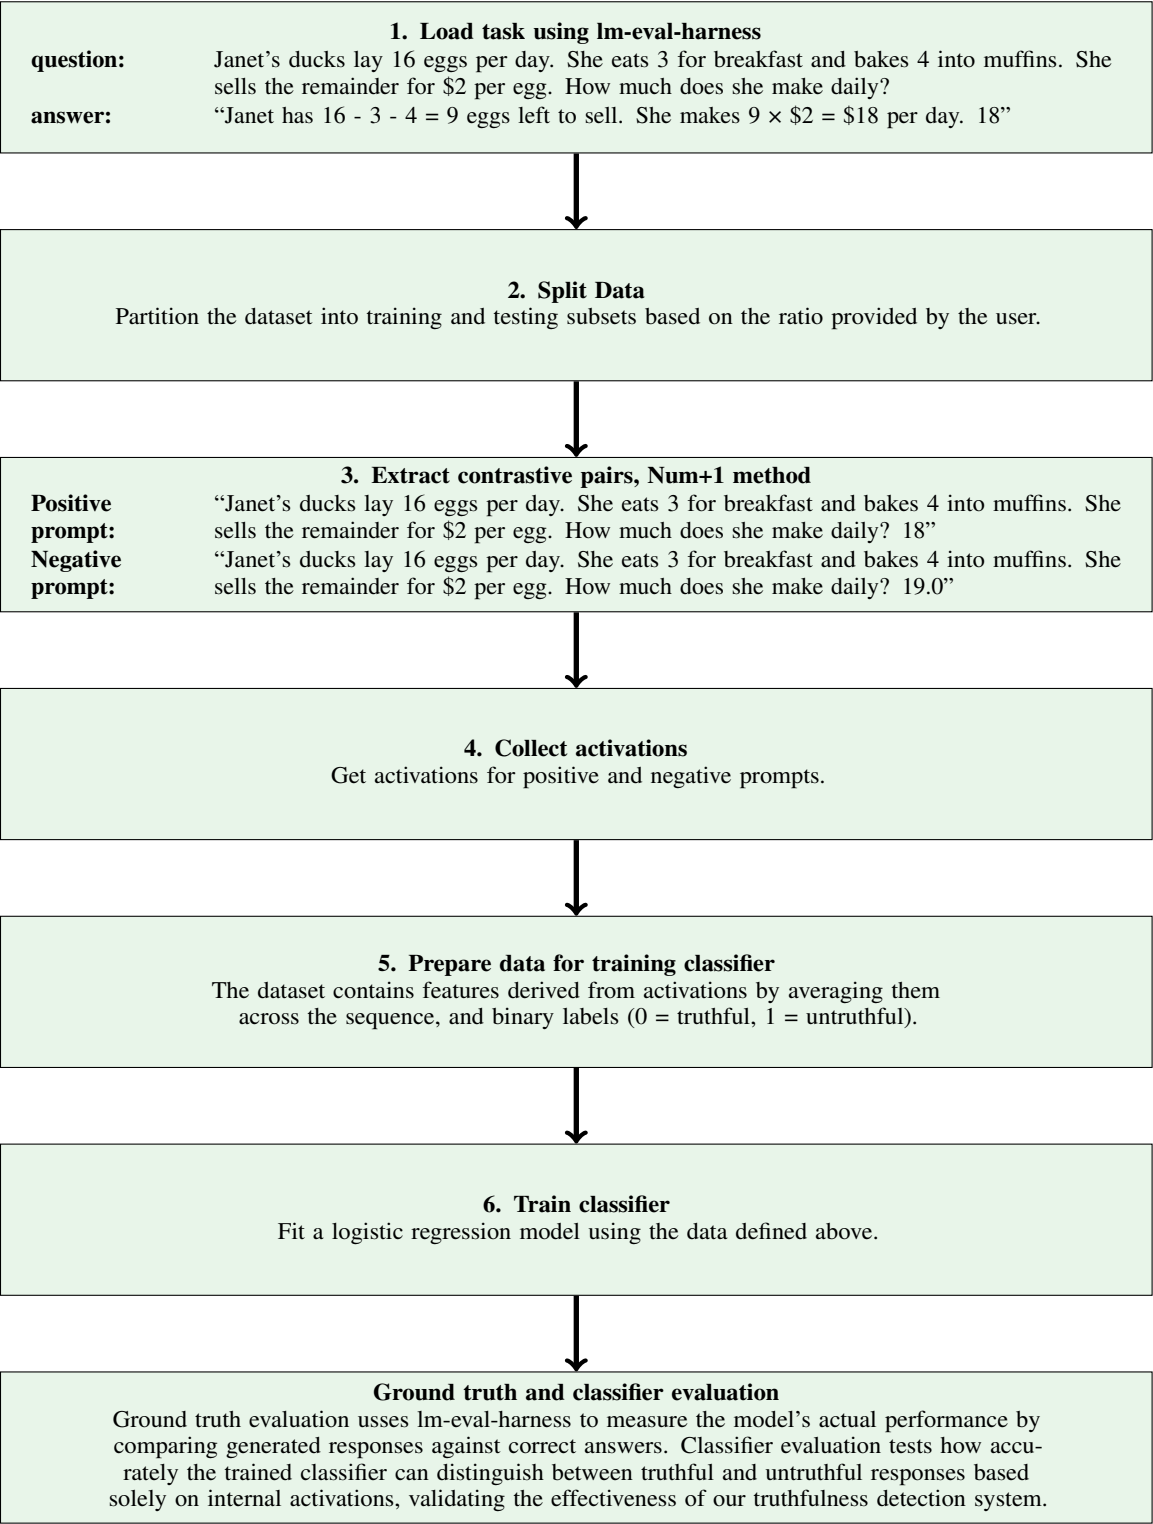 1. Load task using lm-eval-harness
question: Janet's ducks lay 16 eggs per day. She eats 3 for breakfast and bakes 4 into muffins. She
sells the remainder for $2 per egg. How much does she make daily?
answer: “Janet has 16 - 3 - 4 = 9 eggs left to sell. She makes 9 × $2 = $18 per day. 18”
2. Split Data
Partition the dataset into training and testing subsets based on the ratio provided by the user.
3. Extract contrastive pairs, Num+1 method
Positive “Janet's ducks lay 16 eggs per day. She eats 3 for breakfast and bakes 4 into muffins. She
prompt: sells the remainder for $2 per egg. How much does she make daily? 18”
Negative “Janet's ducks lay 16 eggs per day. She eats 3 for breakfast and bakes 4 into muffins. She
prompt: sells the remainder for $2 per egg. How much does she make daily? 19.0”
4. Collect activations
Get activations for positive and negative prompts.
5. Prepare data for training classifier
The dataset contains features derived from activations by averaging them
across the sequence, and binary labels (0 = truthful, 1 = untruthful).
6. Train classifier
Fit a logistic regression model using the data defined above.
Ground truth and classifier evaluation
Ground truth evaluation usses lm-eval-harness to measure the model's actual performance by
comparing generated responses against correct answers. Classifier evaluation tests how accu-
rately the trained classifier can distinguish between truthful and untruthful responses based
solely on internal activations, validating the effectiveness of our truthfulness detection system.